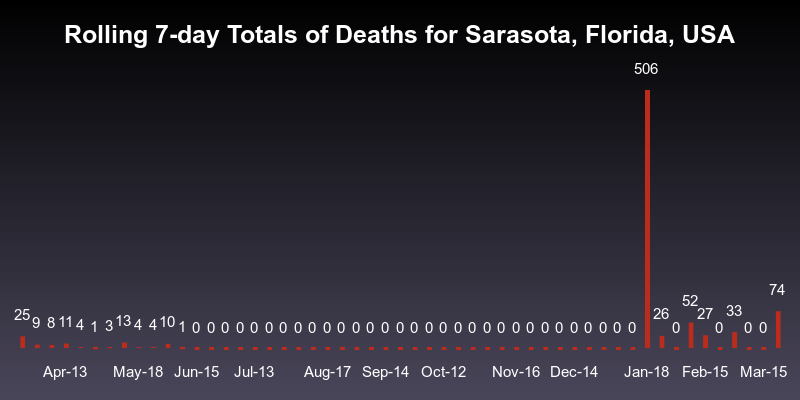 Rolling 7-day Totals of Deaths for Sarasota, Florida, USA
506
25 9 8 11 4 1 3 13 4 4 10 1 0 0 0 0 0 0 0 0 0 0 0 0 0 0 0 0 0 0 0 0 0 0 0 0 0 0 0 0 0 0 0 26 0 52 27 0 33 0 0 74
Apr-13 May-18 Jun-15 Jul-13 Aug-17 Sep-14 Oct-12 Nov-16 Dec-14 Jan-18 Feb-15 Mar-15